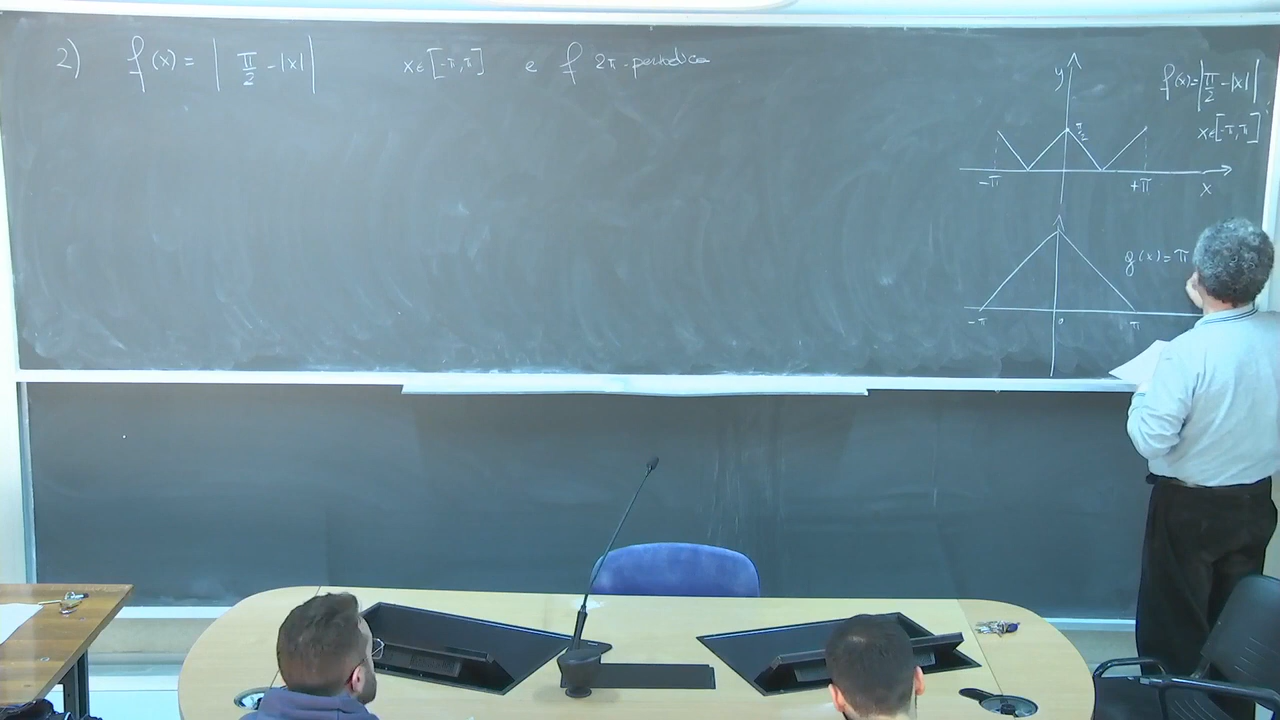 2) f(x) = | π/2 - |x| | x∈[-π,π] e f 2π-periodica
y
f(x)=|π/2 - |x||
π/2
x∈[-π,π]
-π +π x
g(x)=π
-π 0 π